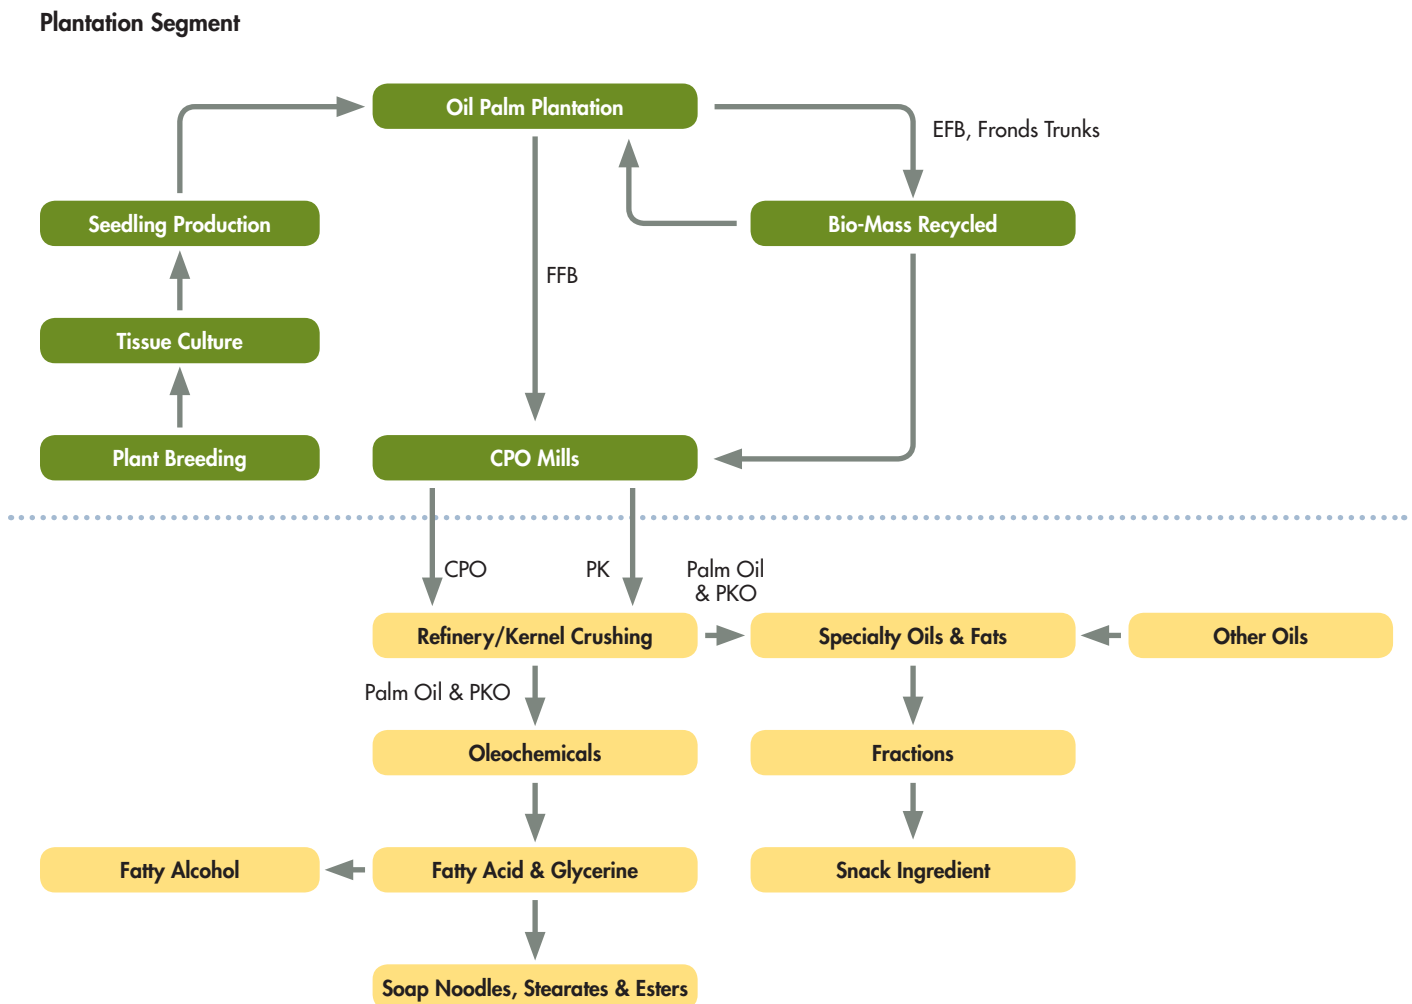 Plantation Segment
Oil Palm Plantation
EFB, Fronds Trunks
Seedling Production
Bio-Mass Recycled
FFB
Tissue Culture
Plant Breeding
CPO Mills
CPO
PK
Palm Oil
& PKO
Refinery/Kernel Crushing
Specialty Oils & Fats
Other Oils
Palm Oil & PKO
Oleochemicals
Fractions
Fatty Alcohol
Fatty Acid & Glycerine
Snack Ingredient
Soap Noodles, Stearates & Esters